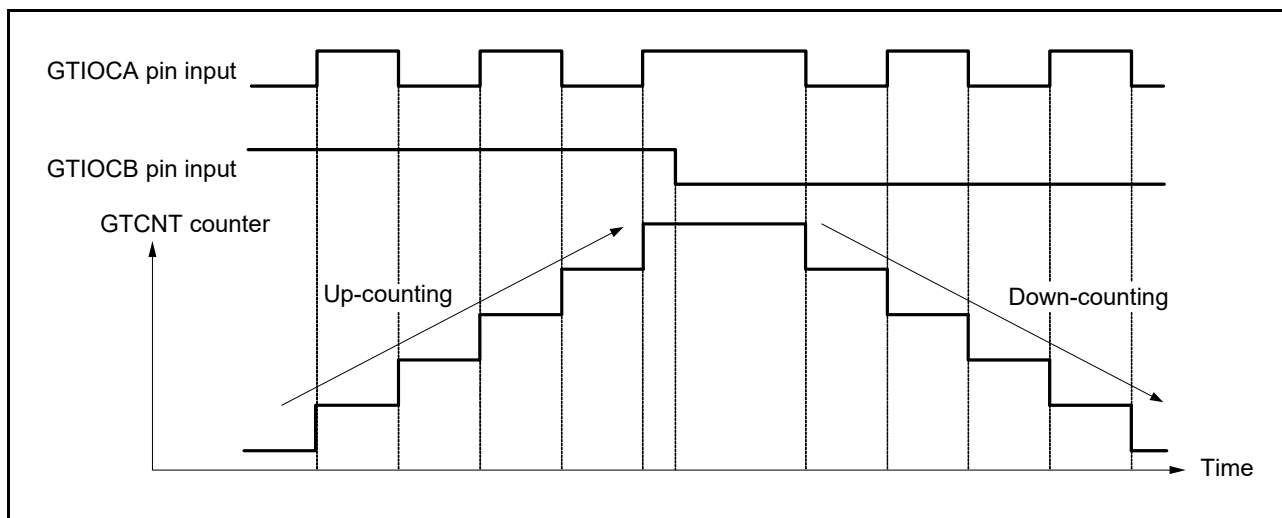 GTIOCA pin input
GTIOCB pin input
GTCNT counter
Up-counting
Down-counting
Time